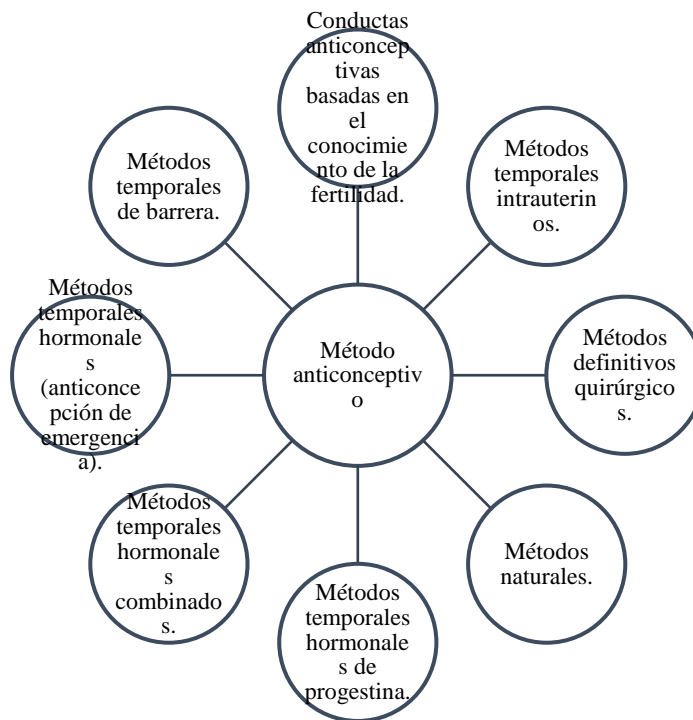 Conductas
anticoncep
tivas
basadas en
el
conocimie
nto de la
fertilidad.
Métodos
temporales
intrauterin
os.
Métodos
definitivos
quirúrgico
s.
Métodos
naturales.
Métodos
temporales
hormonale
s de
progestina.
Métodos
temporales
hormonale
s
combinado
s.
Métodos
temporales
hormonale
s
(anticonce
pción de
emergenci
a).
Métodos
temporales
de barrera.
Método
anticonceptiv
o